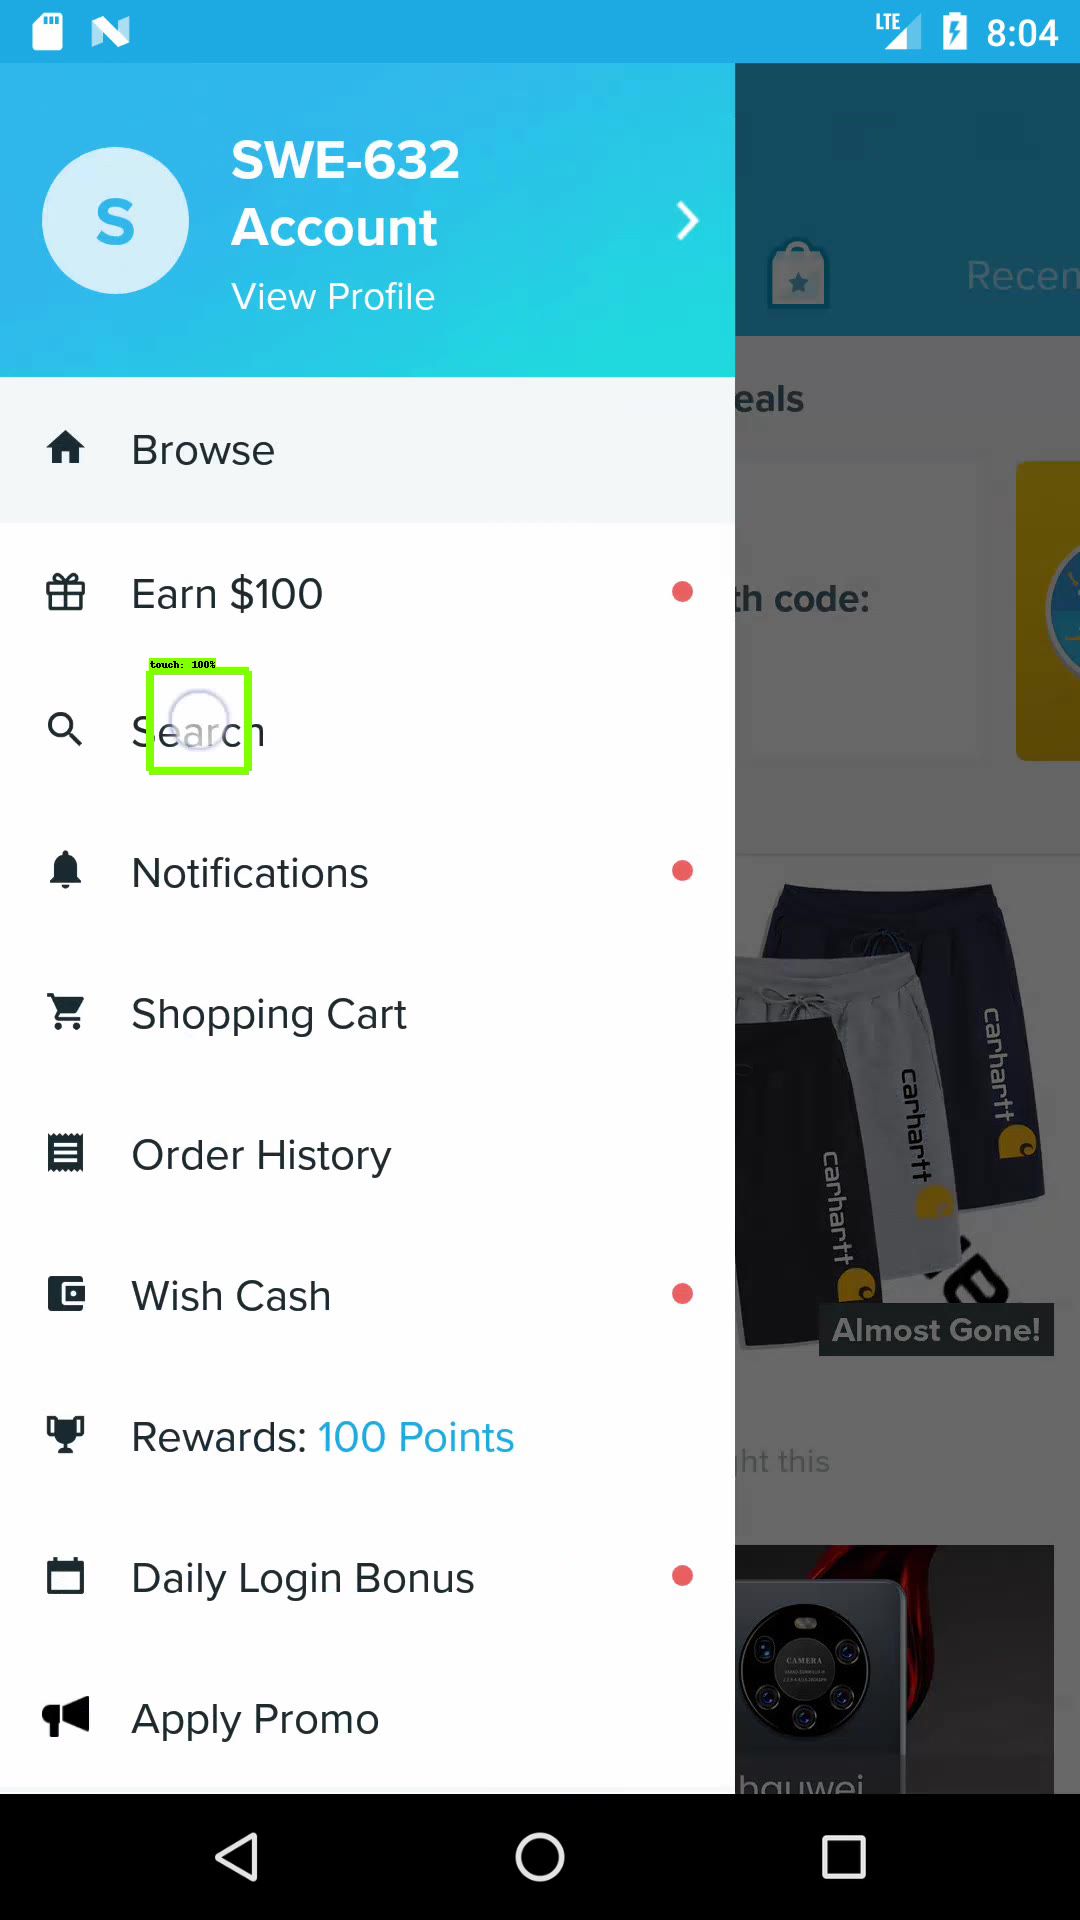 LTE 8:04
S
SWE-632
Account
View Profile
Recen
Browse
eals
Earn $100
th code:
touch: 100%
Search
Notifications
Shopping Cart
carhartt
carhartt
carhartt
Order History
Wish Cash
Almost Gone!
Rewards: 100 Points
ght this
Daily Login Bonus
CAMERA
Apply Promo
hauwei